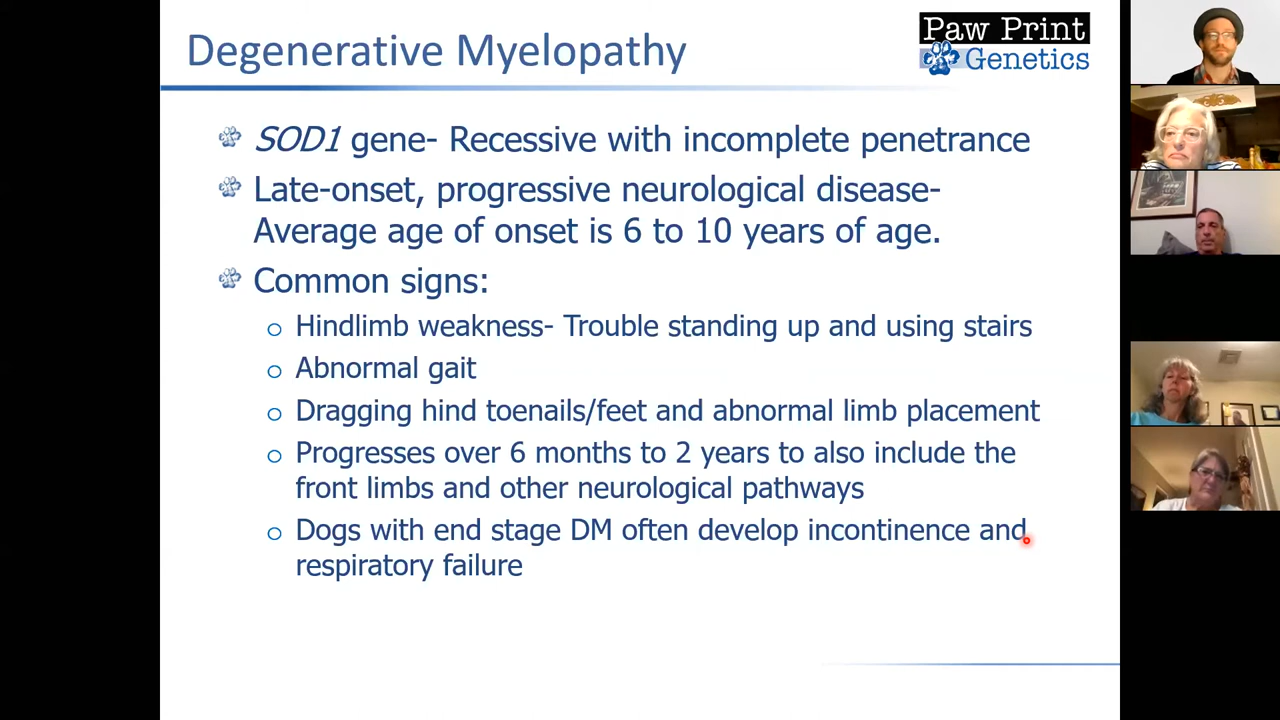 Degenerative Myelopathy
Paw Print
Genetics
SOD1 gene- Recessive with incomplete penetrance
Late-onset, progressive neurological disease-
Average age of onset is 6 to 10 years of age.
Common signs:
Hindlimb weakness- Trouble standing up and using stairs
Abnormal gait
Dragging hind toenails/feet and abnormal limb placement
Progresses over 6 months to 2 years to also include the
front limbs and other neurological pathways
Dogs with end stage DM often develop incontinence and
respiratory failure